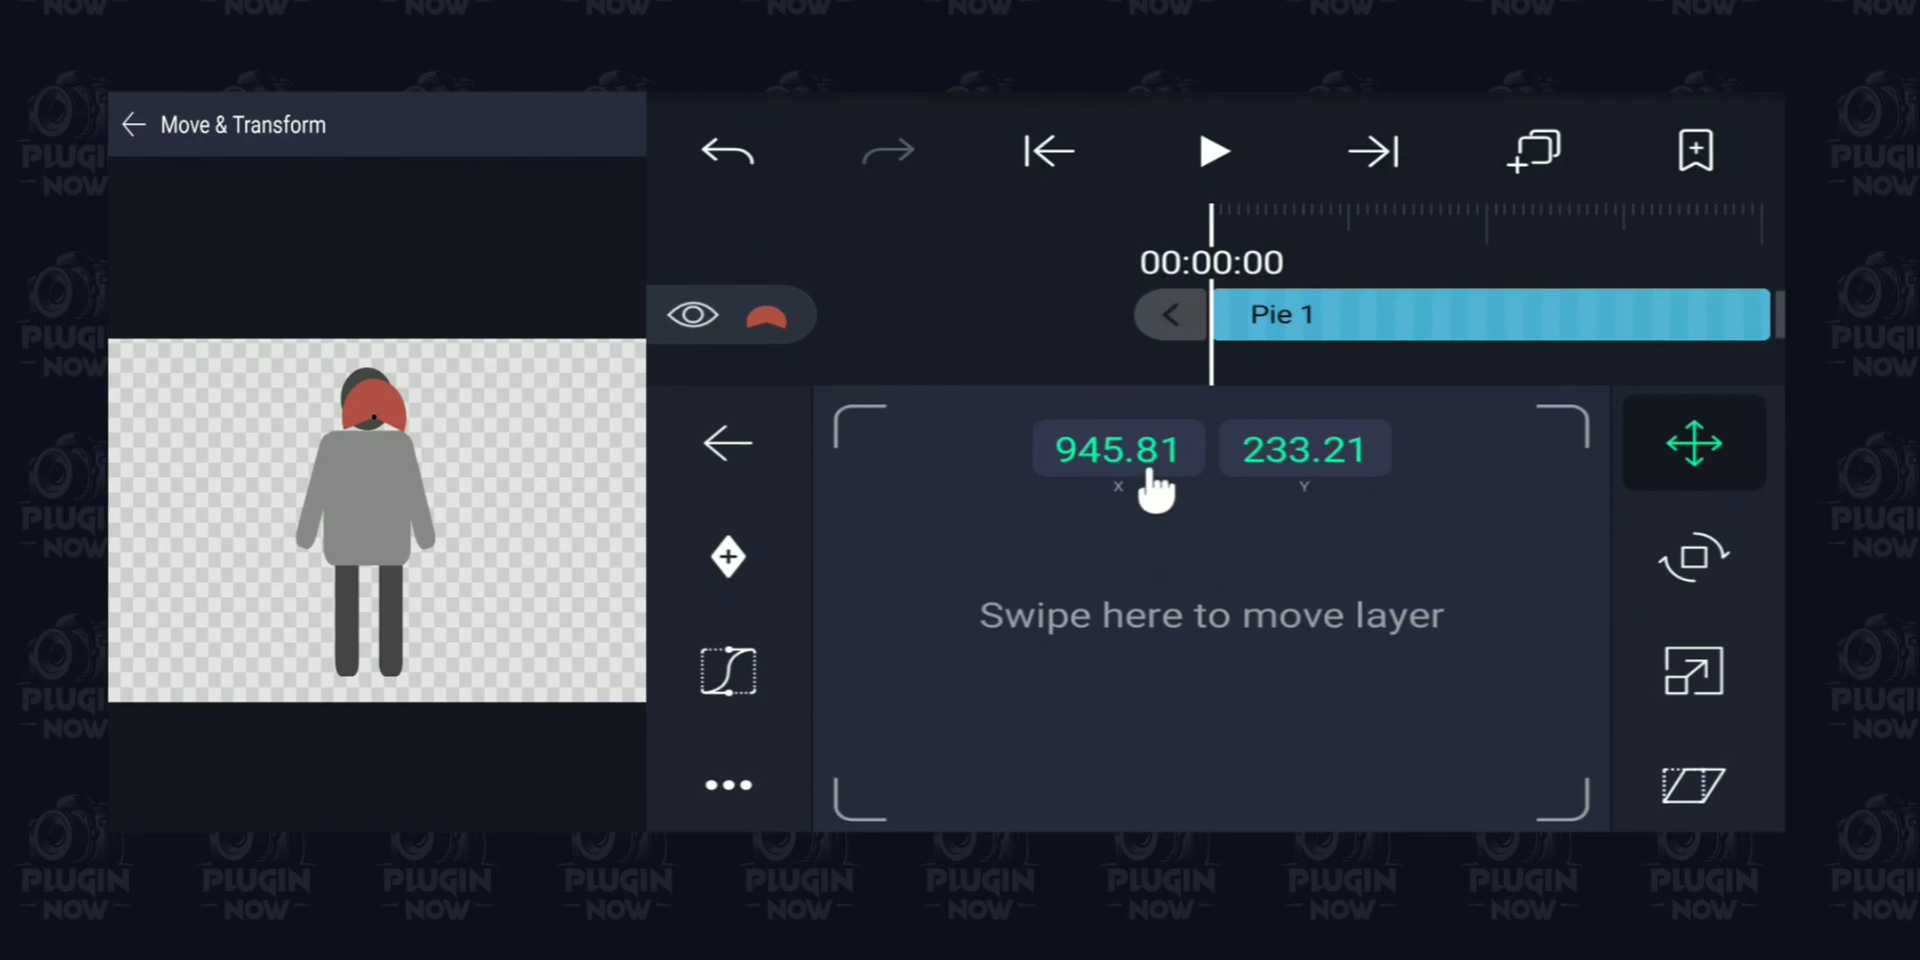 Move & Transform
00:00:00
Pie 1
945.81 233.21
X Y
Swipe here to move layer
PLUGIN
NOW